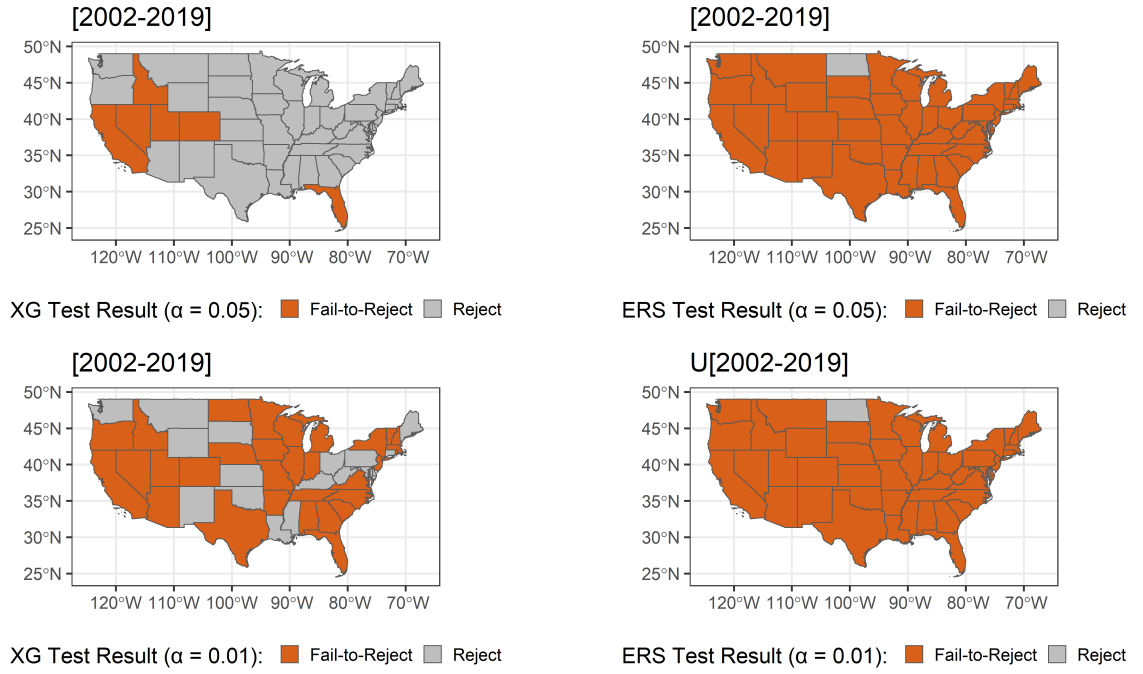 [2002-2019]
50°N
45°N
40°N
35°N
30°N
25°N
120°W 110°W 100°W 90°W 80°W 70°W
XG Test Result (α = 0.05): Fail-to-Reject Reject
[2002-2019]
50°N
45°N
40°N
35°N
30°N
25°N
120°W 110°W 100°W 90°W 80°W 70°W
ERS Test Result (α = 0.05): Fail-to-Reject Reject
[2002-2019]
50°N
45°N
40°N
35°N
30°N
25°N
120°W 110°W 100°W 90°W 80°W 70°W
XG Test Result (α = 0.01): Fail-to-Reject Reject
U[2002-2019]
50°N
45°N
40°N
35°N
30°N
25°N
120°W 110°W 100°W 90°W 80°W 70°W
ERS Test Result (α = 0.01): Fail-to-Reject Reject